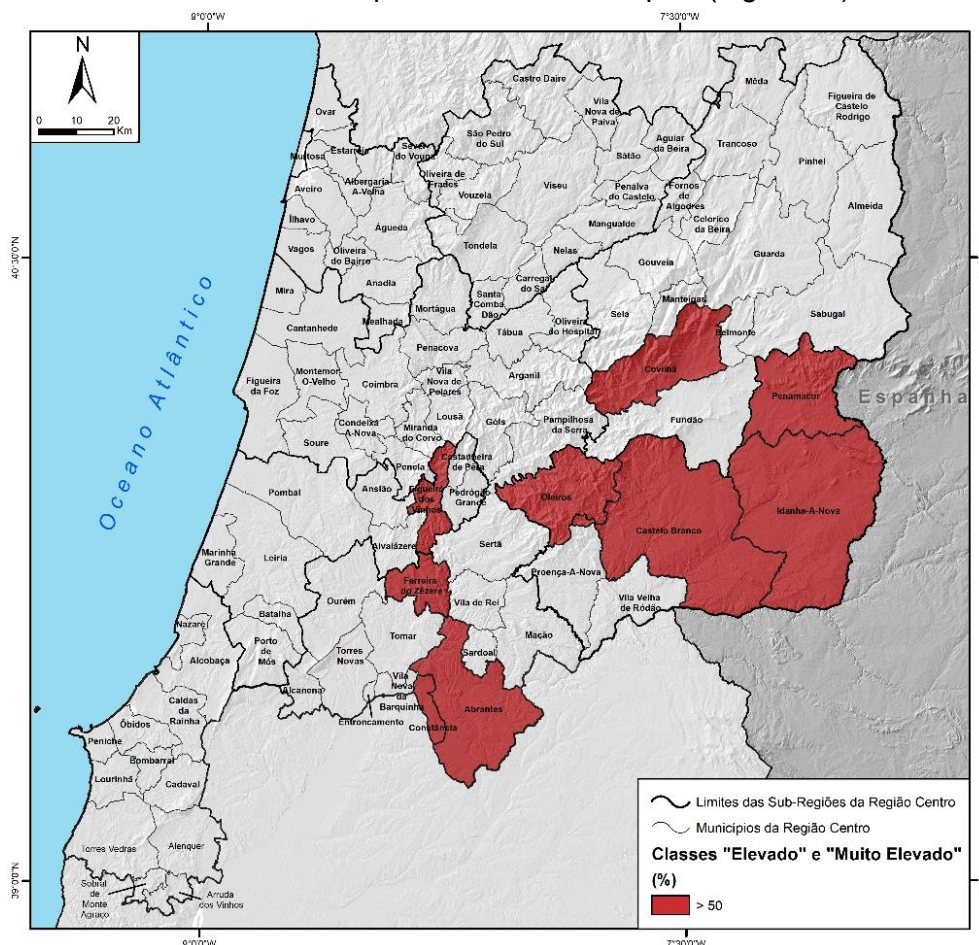 8°0'0"W
7°30'0"W
N
0 10 20
Km
40°30'0"N
39°0'0"N
Oceano Atlântico
Espanha
Castro Daire
Mêda
Figueira de
Castelo
Rodrigo
Ovar
Vila
Nova de
Paiva
São Pedro
do Sul
Aguiar
da Beira
Trancoso
Murtosa
Estarreja
Sever
do Vouga
Sátão
Pinhel
Aveiro
Albergaria
A-Velha
Oliveira de
Frades
Vouzela
Viseu
Penalva
do Castelo
Fornos
de
Algodres
Almeida
Ílhavo
Águeda
Mangualde
Celorico
da Beira
Vagos
Oliveira
do Bairro
Tondela
Nelas
Gouveia
Guarda
Anadia
Carregal
do Sal
Mira
Mortágua
Santa
Comba
Dão
Manteigas
Mealhada
Tábua
Oliveira
do Hospital
Seia
Belmonte
Sabugal
Cantanhede
Penacova
Covilhã
Figueira
da Foz
Montemor
O-Velho
Coimbra
Vila
Nova de
Poiares
Arganil
Penamacor
Condeixa
A-Nova
Lousã
Miranda
do Corvo
Góis
Pampilhosa
da Serra
Fundão
Soure
Penela
Castanheira
de Pêra
Pombal
Ansião
Figueiró
dos
Vinhos
Pedrógão
Grande
Oleiros
Castelo Branco
Idanha-A-Nova
Marinha
Grande
Leiria
Alvaiázere
Sertã
Proença-A-Nova
Ferreira
do Zêzere
Ourém
Vila de Rei
Vila Velha
de Ródão
Batalha
Nazaré
Porto
de
Mós
Tomar
Mação
Sardoal
Alcobaça
Torres
Novas
Vila
Nova da
Barquinha
Alcanena
Entroncamento
Constância
Abrantes
Caldas
da
Rainha
Óbidos
Peniche
Bombarral
Lourinhã
Cadaval
Torres Vedras
Alenquer
Sobral
de
Monte
Agraço
Arruda
dos Vinhos
Limites das Sub-Regiões da Região Centro
Municípios da Região Centro
Classes "Elevado" e "Muito Elevado"
(%)
> 50
7°30'0"W